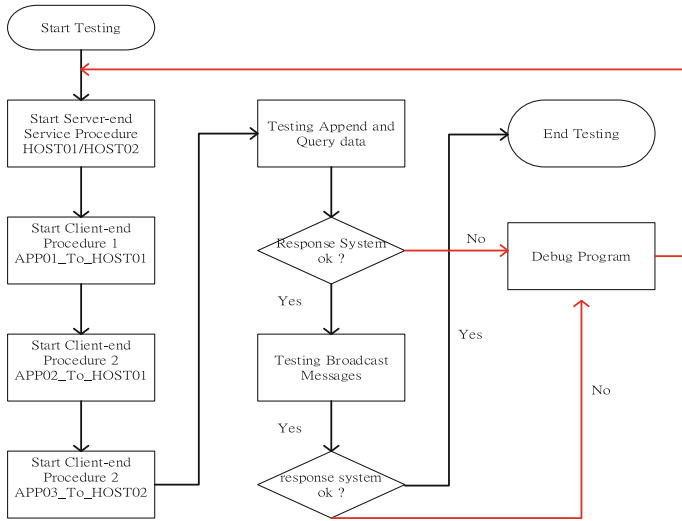 Start Testing
Start Server-end
Service Procedure
HOST01/HOST02
Start Client-end
Procedure 1
APP01_To_HOST01
Start Client-end
Procedure 2
APP02_To_HOST01
Start Client-end
Procedure 2
APP03_To_HOST02
Testing Append and
Query data
Response System
ok ?
No
Yes
Testing Broadcast
Messages
Yes
response system
ok ?
Yes
End Testing
Debug Program
No